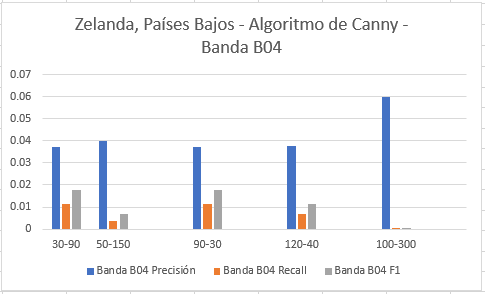 Zelanda, Países Bajos - Algoritmo de Canny -
Banda B04
0.07
0.06
0.05
0.04
0.03
0.02
0.01
0
30-90 50-150 90-30 120-40 100-300
Banda B04 Precisión Banda B04 Recall Banda B04 F1